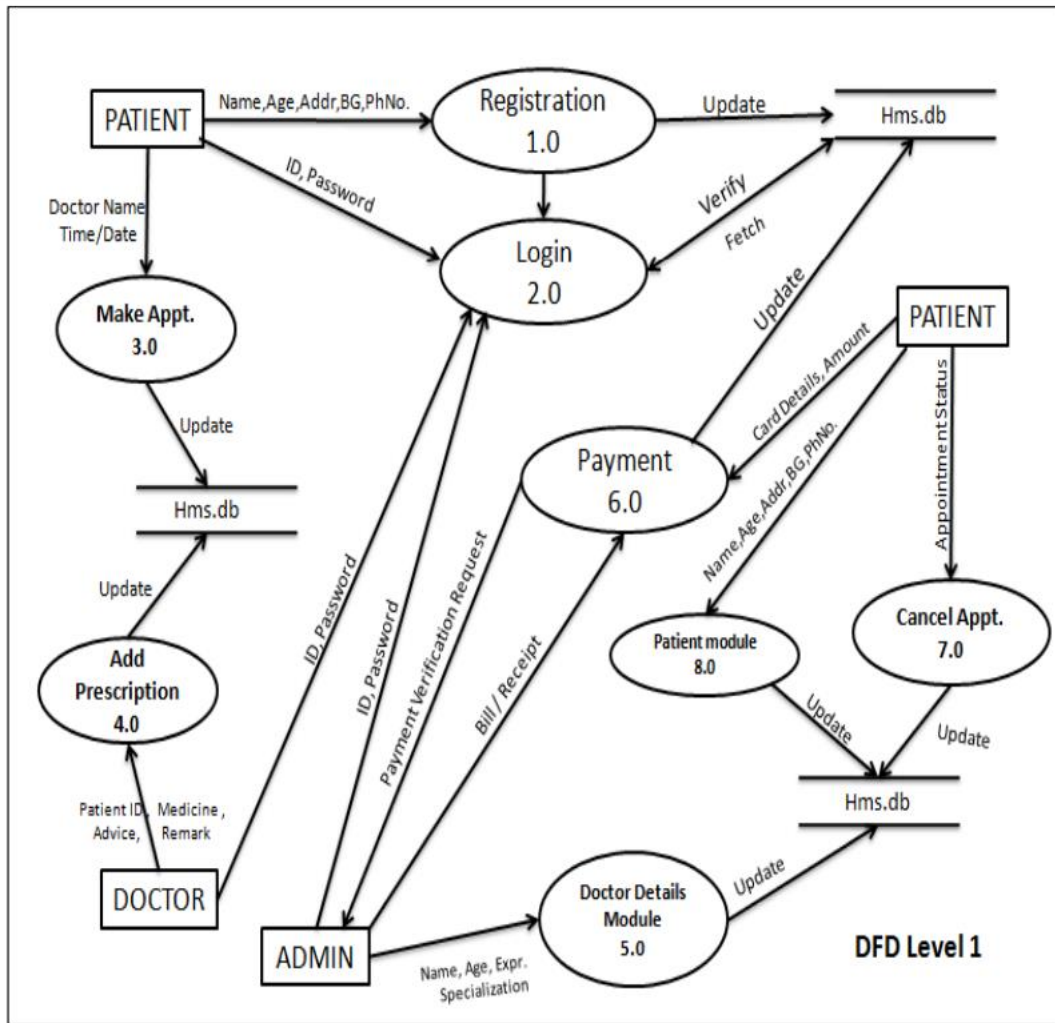 PATIENT
Name,Age,Addr,BG,PhNo.
Registration
1.0
Update
Hms.db
ID, Password
Doctor Name
Time/Date
Login
2.0
Verify
Fetch
Make Appt.
3.0
Update
PATIENT
Card Details, Amount
Name,Age,Addr,BG,PhNo.
AppointmentStatus
Update
Hms.db
Payment
6.0
Update
Add
Prescription
4.0
ID, Password
ID, Password
Payment Verification Request
Bill / Receipt
Patient module
8.0
Cancel Appt.
7.0
Update
Update
Hms.db
Patient ID, Medicine ,
Advice, Remark
DOCTOR
ADMIN
Name, Age, Expr.
Specialization
Doctor Details
Module
5.0
Update
DFD Level 1